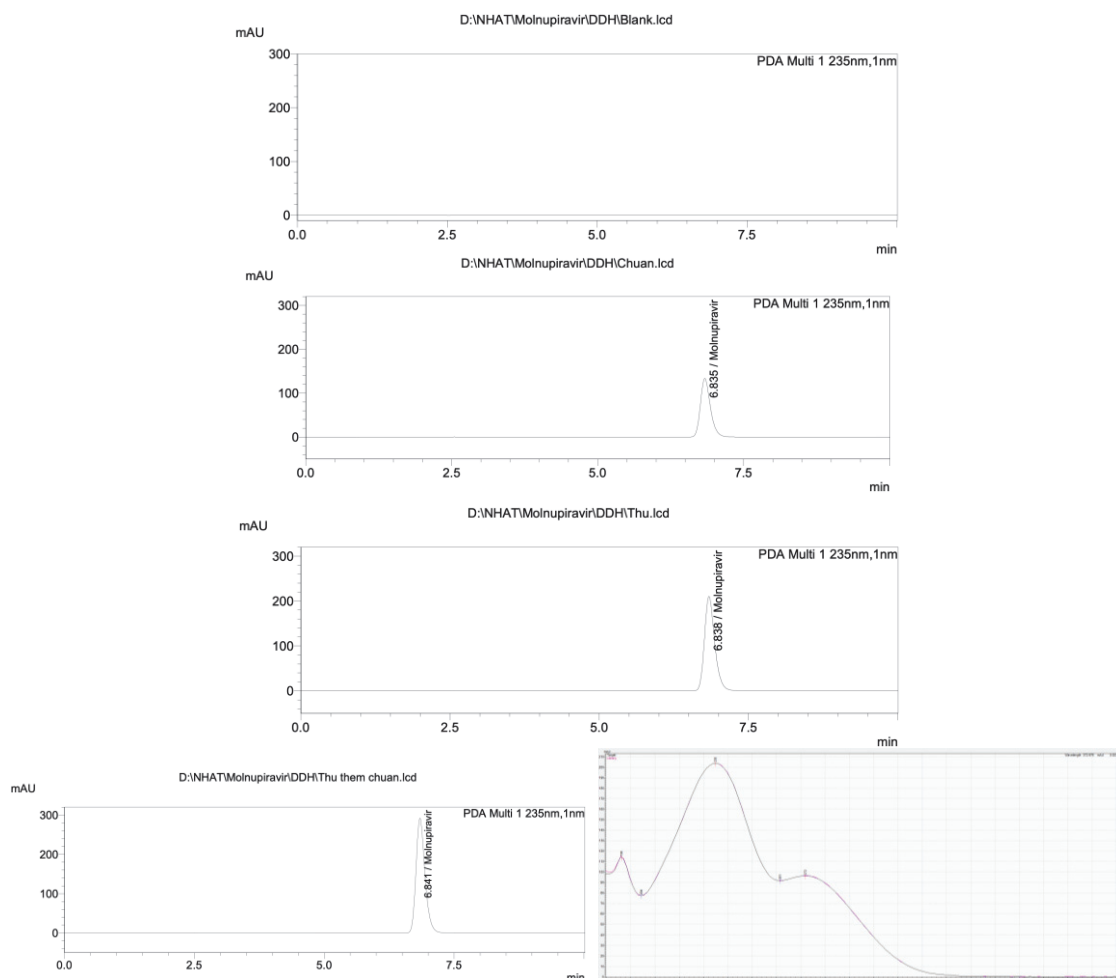 D:\NHAT\Molnupiravir\DDH\Blank.lcd
mAU
PDA Multi 1 235nm,1nm
300
200
100
0
0.0 2.5 5.0 7.5
min
D:\NHAT\Molnupiravir\DDH\Chuan.lcd
mAU
PDA Multi 1 235nm,1nm
300
200
100
0
6.835 / Molnupiravir
0.0 2.5 5.0 7.5
min
D:\NHAT\Molnupiravir\DDH\Thu.lcd
mAU
PDA Multi 1 235nm,1nm
300
200
100
0
6.838 / Molnupiravir
0.0 2.5 5.0 7.5
min
D:\NHAT\Molnupiravir\DDH\Thu them chuan.lcd
mAU
PDA Multi 1 235nm,1nm
300
200
100
0
6.841 / Molnupiravir
0.0 2.5 5.0 7.5
min